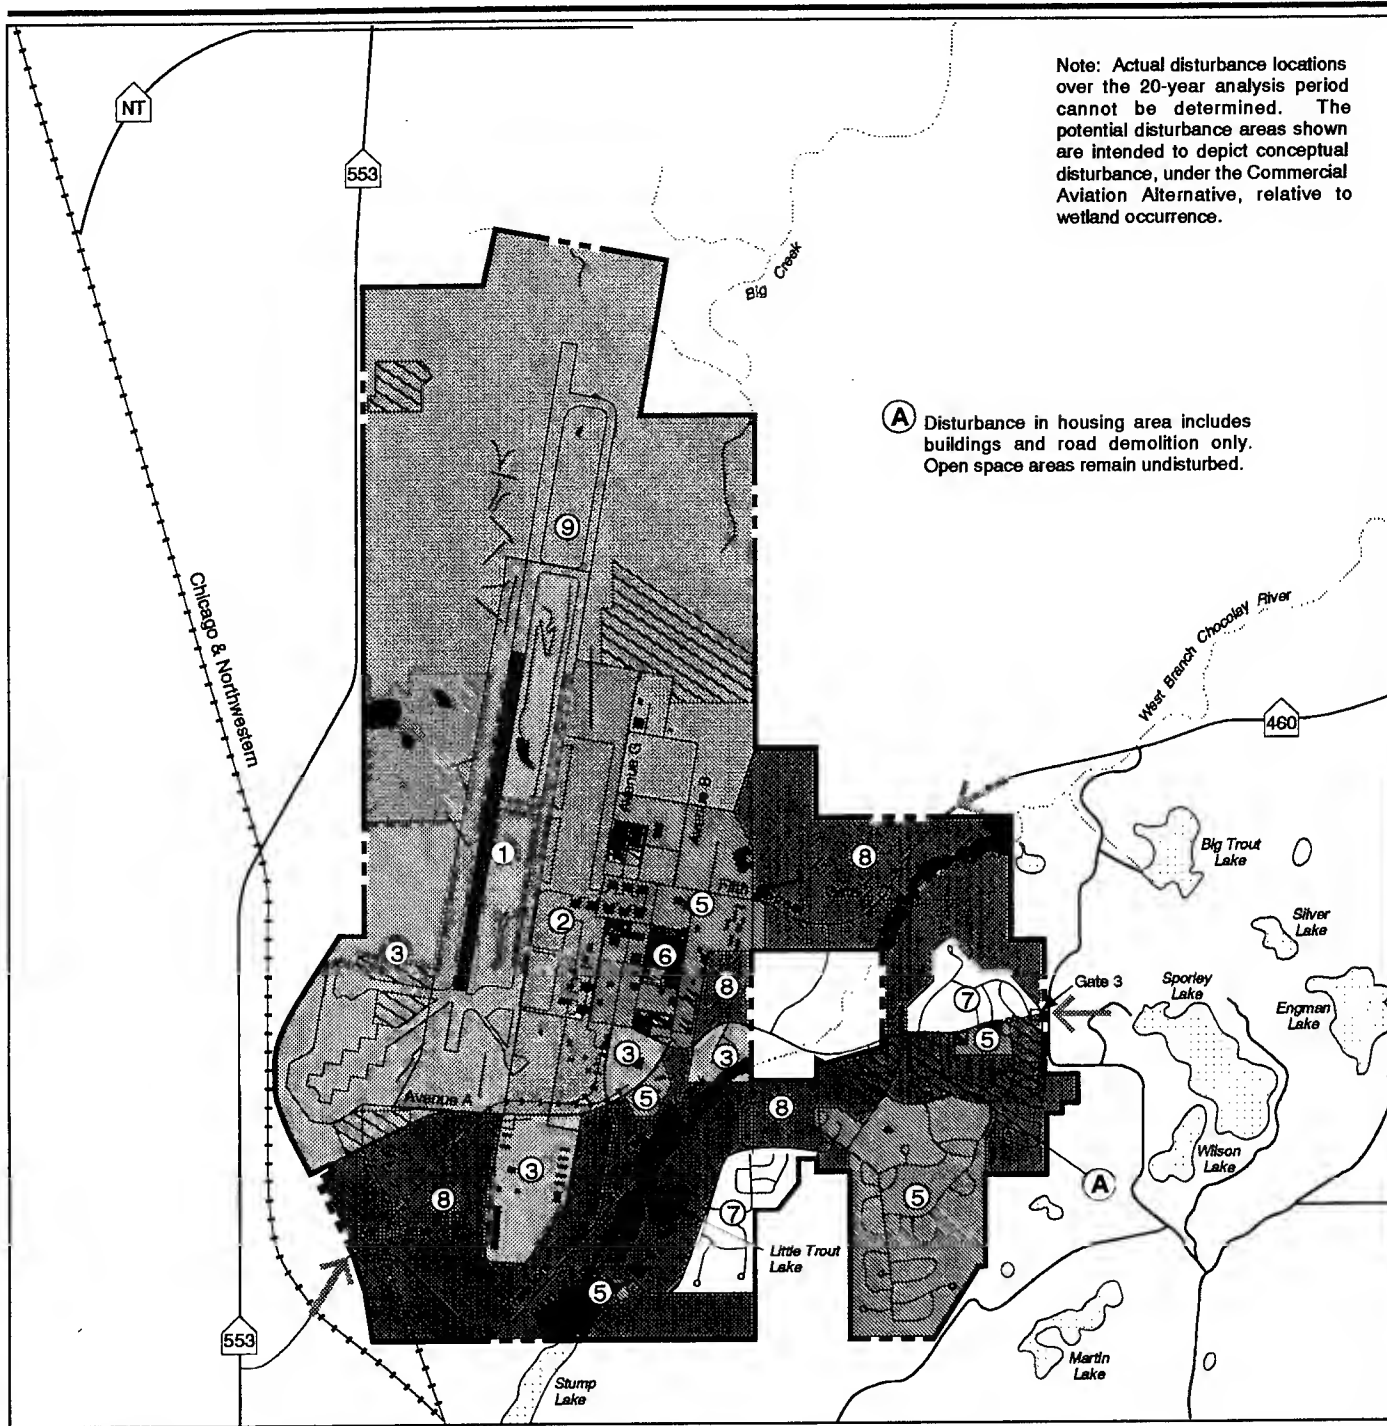 Note: Actual disturbance locations
over the 20-year analysis period
cannot be determined. The
potential disturbance areas shown
are intended to depict conceptual
disturbance, under the Commercial
Aviation Alternative, relative to
wetland occurrence.
NT
553
Big Creek
A Disturbance in housing area includes
buildings and road demolition only.
Open space areas remain undisturbed.
9
Chicago & Northwestern
West Branch Chocolay River
460
Avenue G
Avenue B
1
8
Big Trout
Lake
Fifth
5
2
Silver
Lake
3
6
8
Gate 3
7
Sporley
Lake
Engman
Lake
5
3
3
5
Avenue A
8
Wilson
Lake
3
A
8
5
7
Little Trout
Lake
5
553
Martin
Lake
Stump
Lake